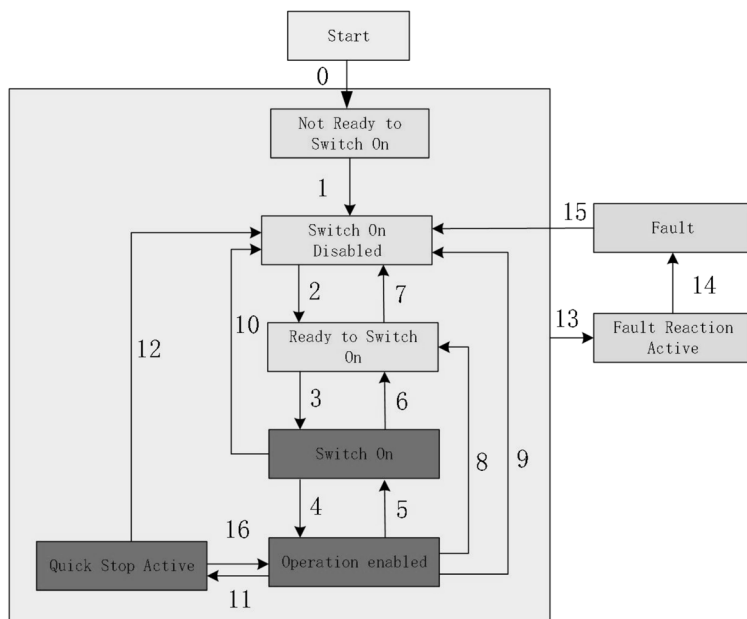 Start
0
Not Ready to
Switch On
1
15
Switch On
Disabled
Fault
2
7
14
10
13
Fault Reaction
Active
12
Ready to Switch
On
3
6
Switch On
8
9
4
5
16
Quick Stop Active
Operation enabled
11